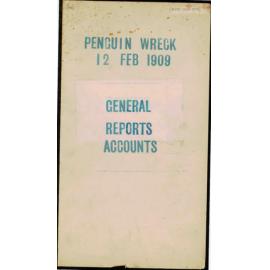 PENGUIN WRECK
12 FEB 1909
GENERAL
REPORTS
ACCOUNTS